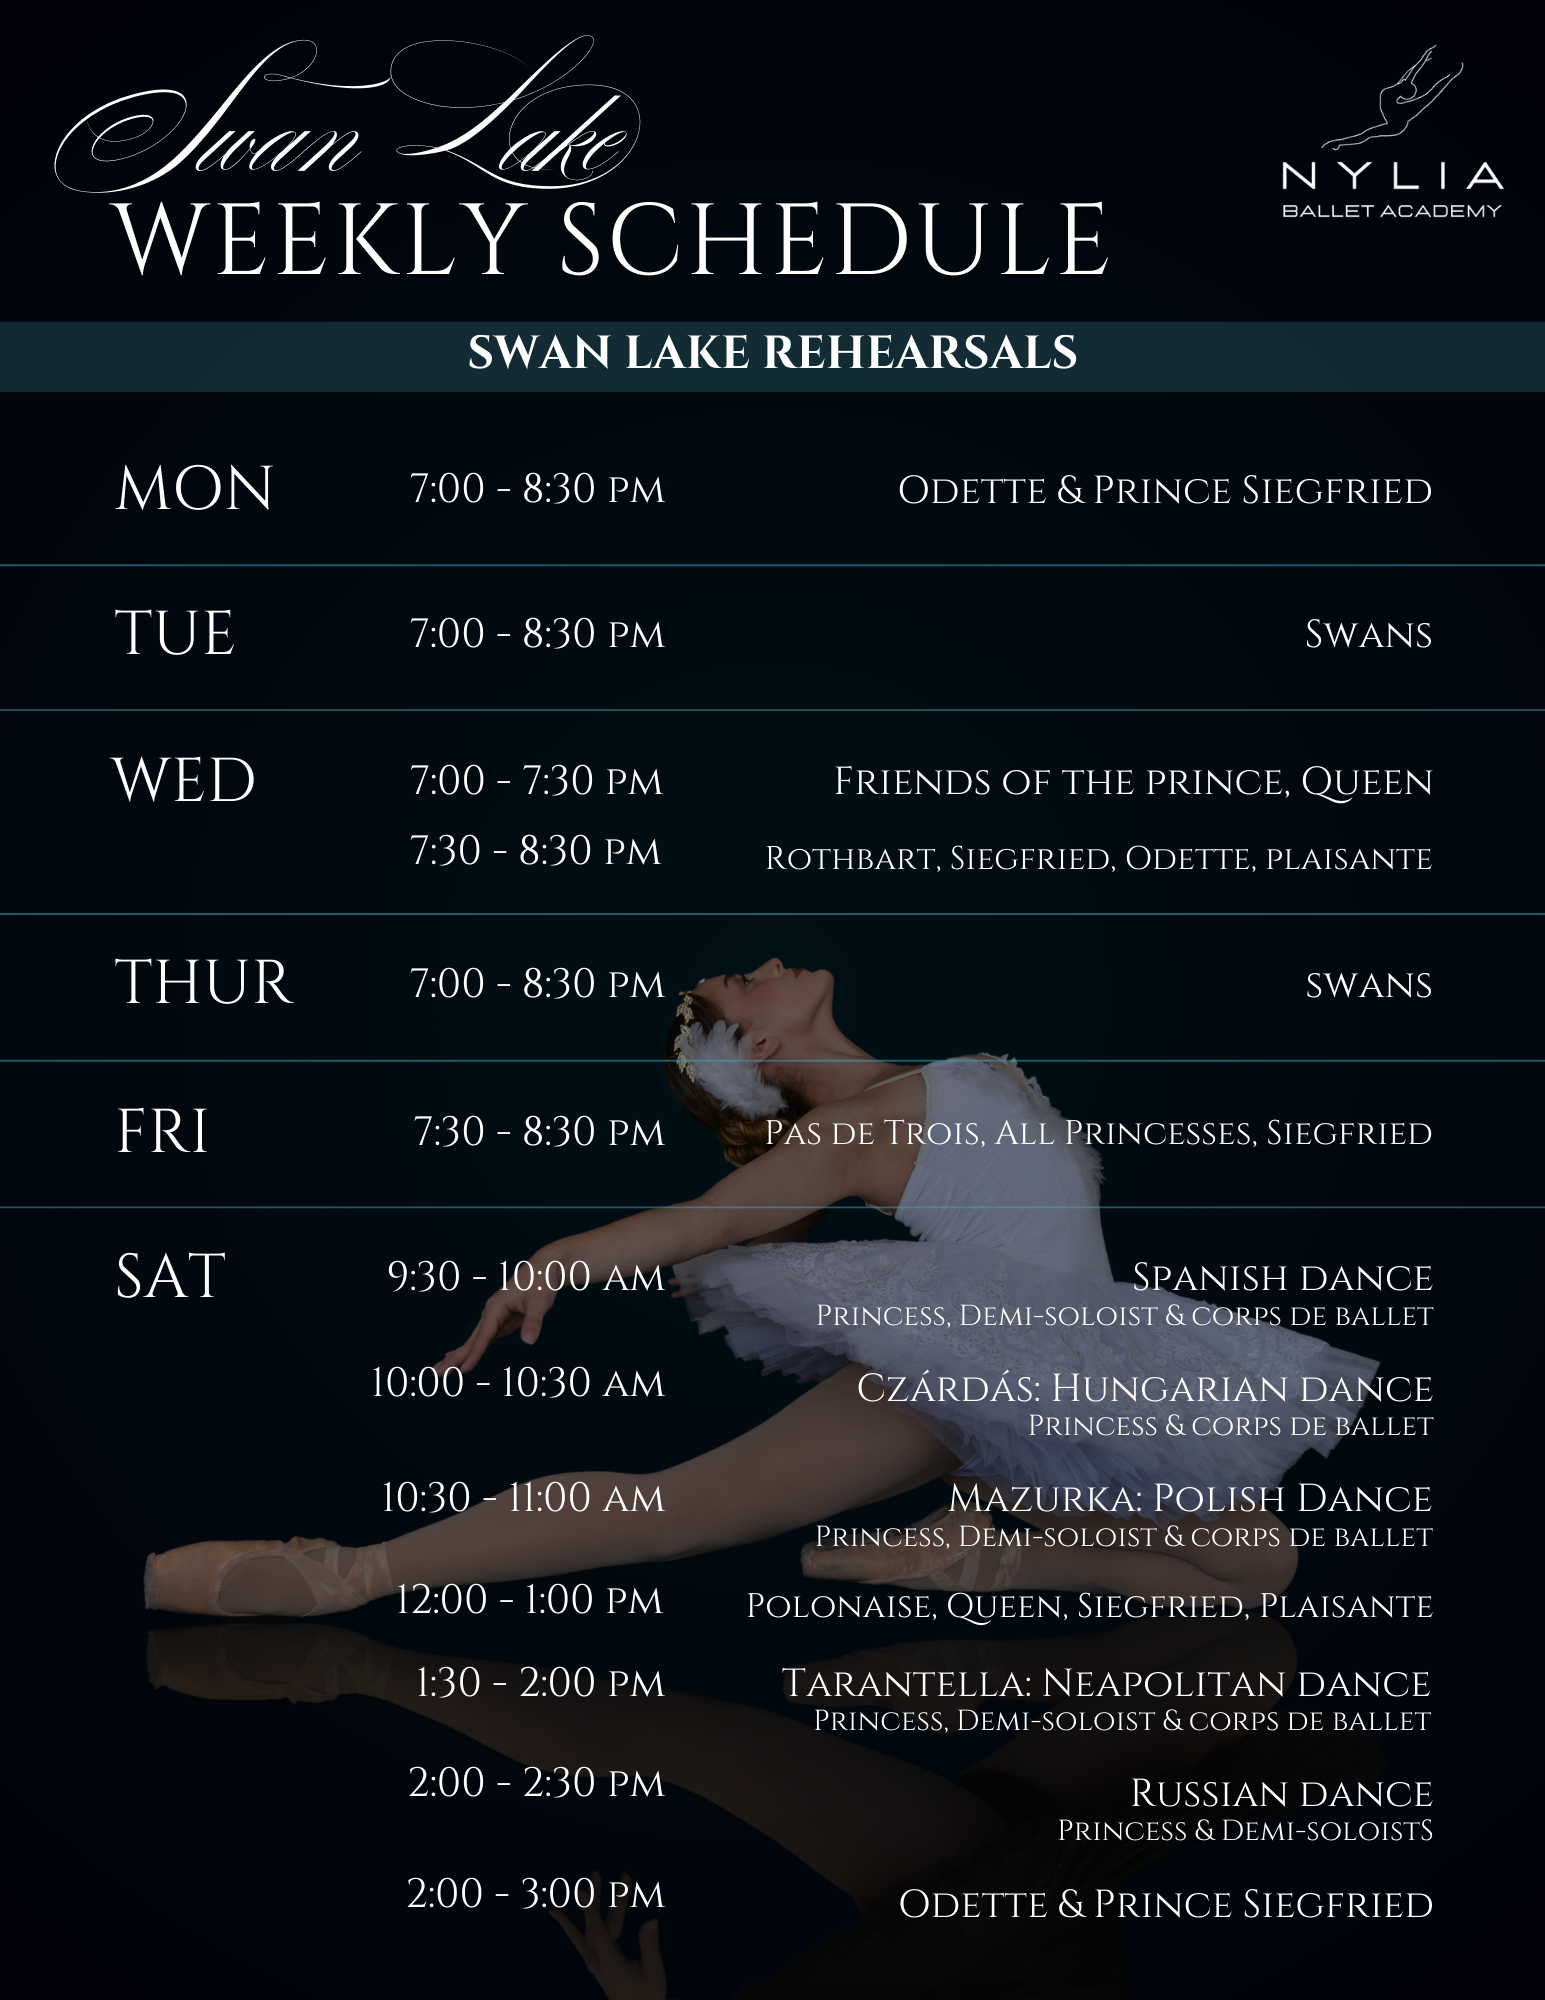 Swan Lake
WEEKLY SCHEDULE
NYLIA
BALLET ACADEMY
SWAN LAKE REHEARSALS
MON 7:00 - 8:30 PM Odette & Prince Siegfried
TUE 7:00 - 8:30 PM Swans
WED 7:00 - 7:30 PM Friends of the prince, Queen
7:30 - 8:30 PM Rothbart, Siegfried, Odette, plaisante
THUR 7:00 - 8:30 PM swans
FRI 7:30 - 8:30 PM Pas de Trois, All Princesses, Siegfried
SAT 9:30 - 10:00 AM Spanish dance
Princess, Demi-soloist & corps de ballet
10:00 - 10:30 AM Czárdás: Hungarian dance
Princess & corps de ballet
10:30 - 11:00 AM Mazurka: Polish Dance
Princess, Demi-soloist & corps de ballet
12:00 - 1:00 PM Polonaise, Queen, Siegfried, Plaisante
1:30 - 2:00 PM Tarantella: Neapolitan dance
Princess, Demi-soloist & corps de ballet
2:00 - 2:30 PM Russian dance
Princess & Demi-soloistS
2:00 - 3:00 PM Odette & Prince Siegfried